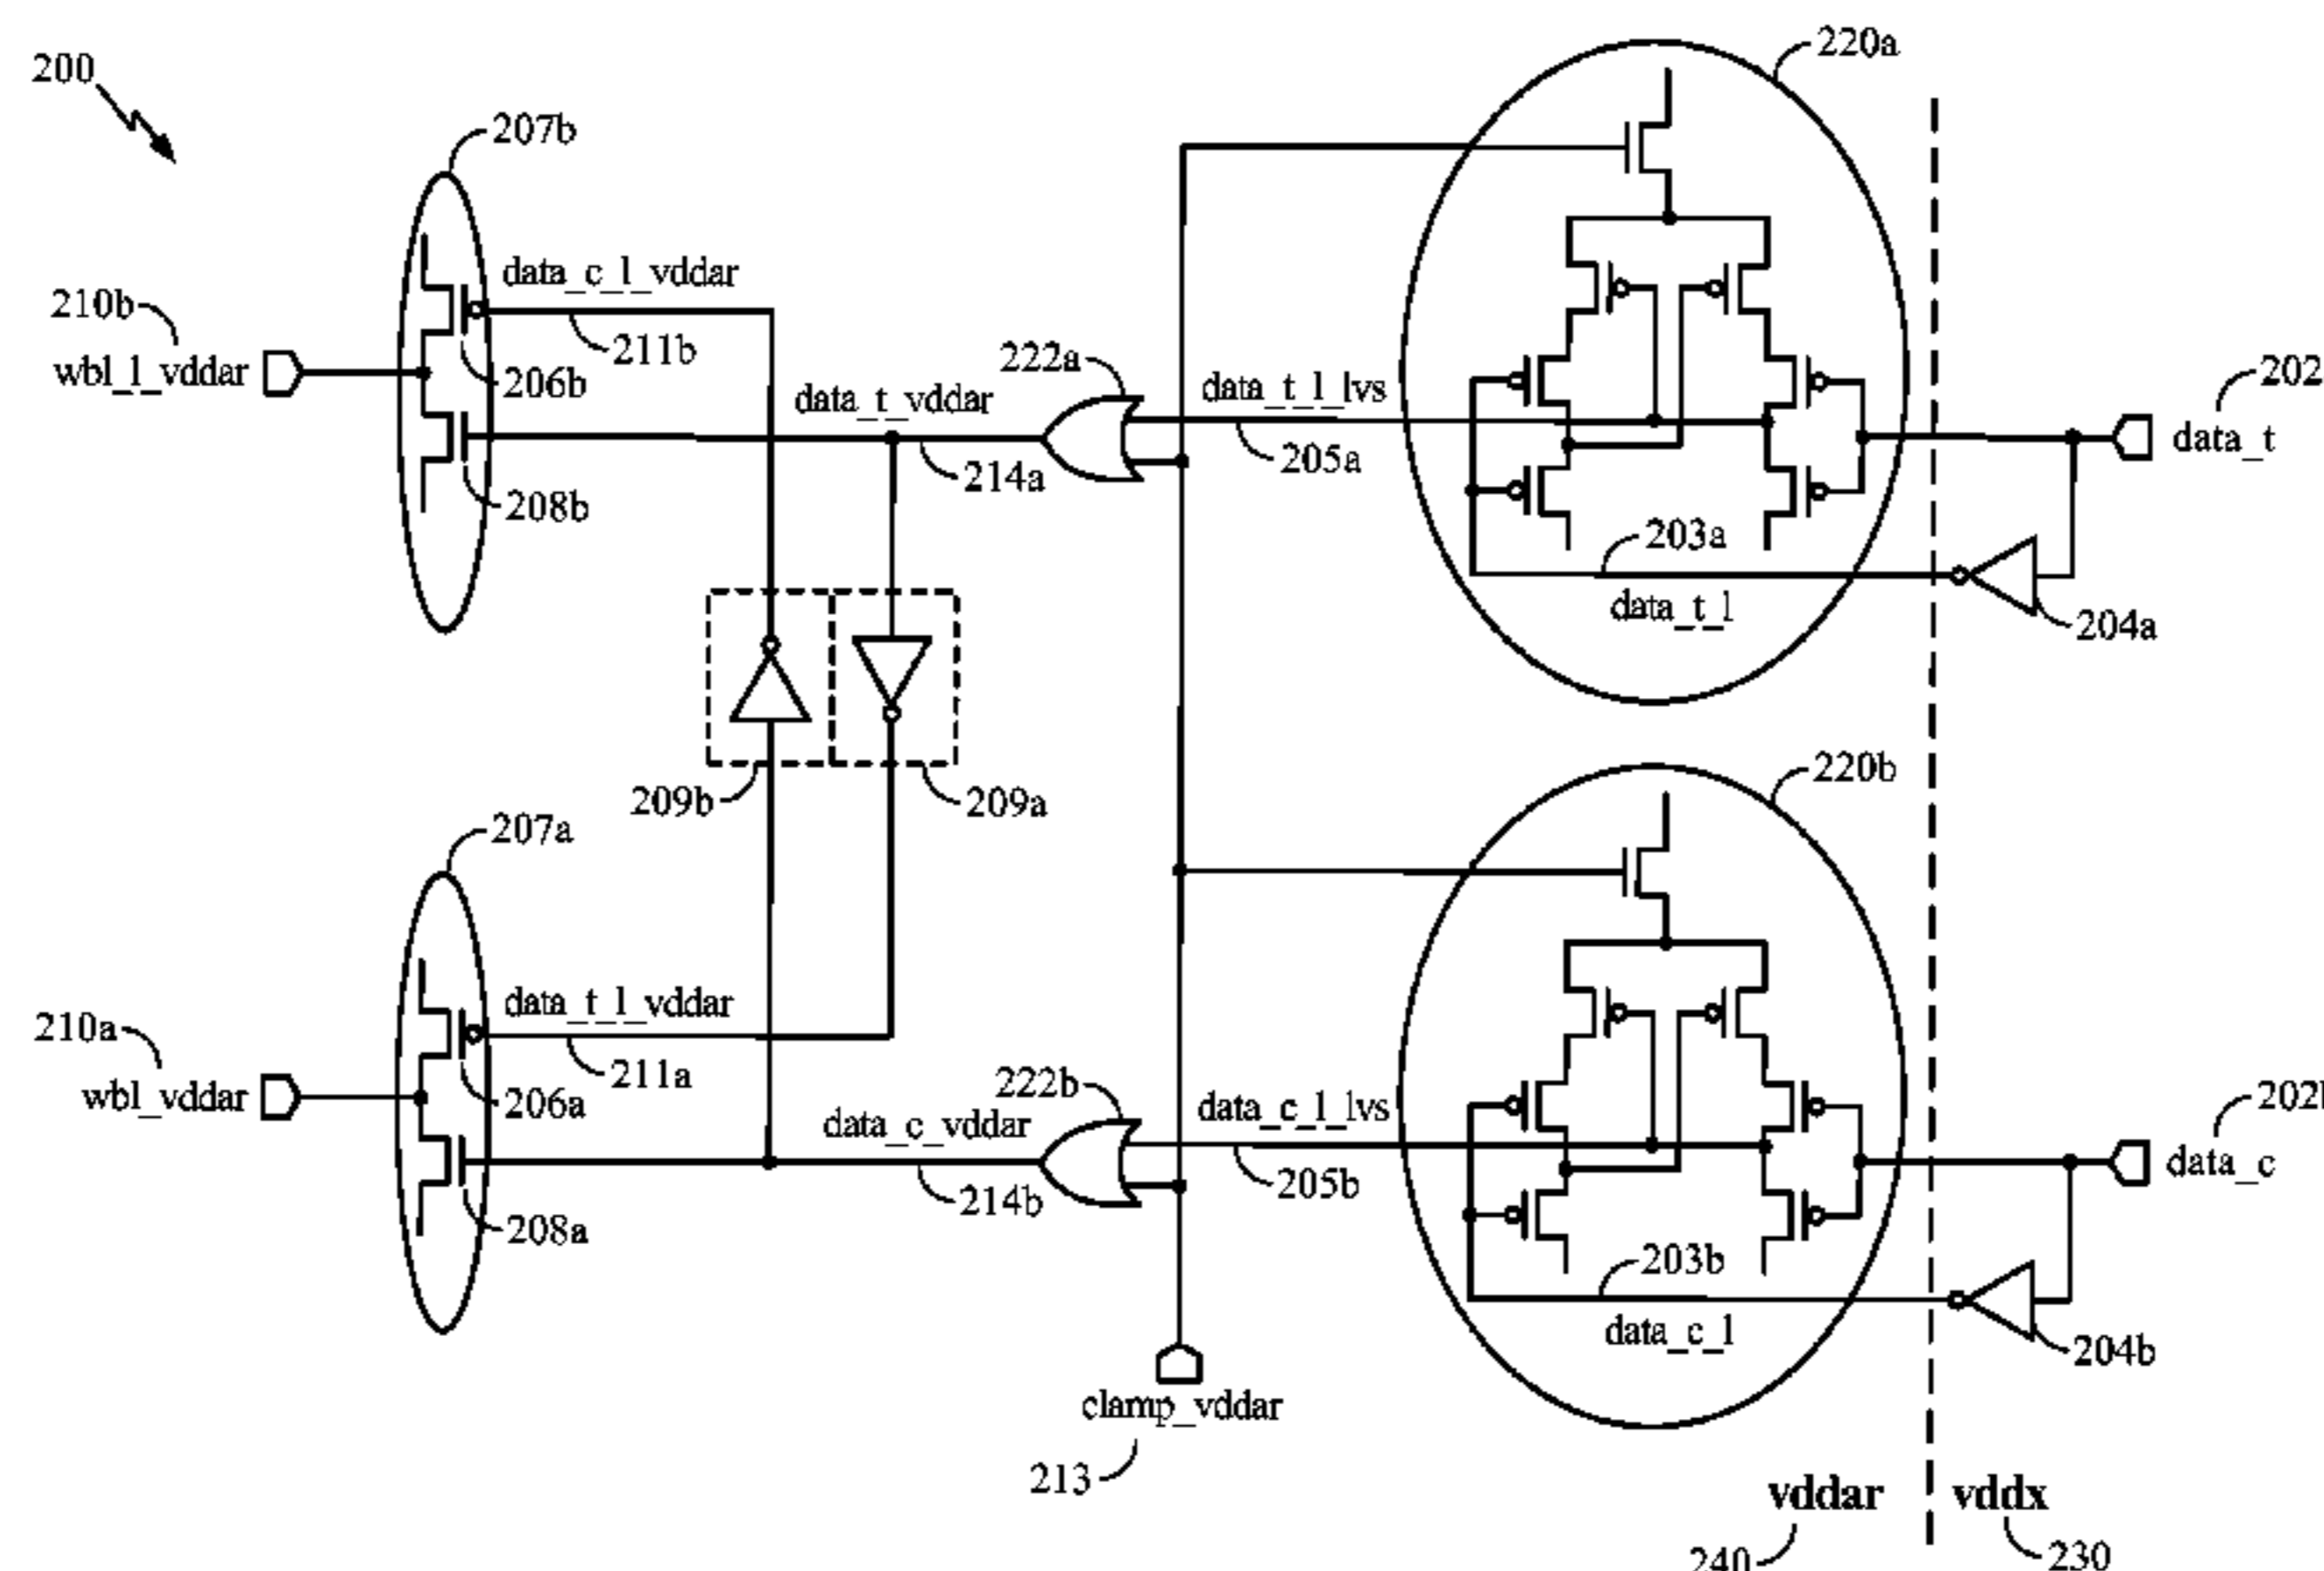 200
207b
220a
data_c_l_vddar
210b
wbl_l_vddar
211b
206b
208b
222a
data_t_vddar
214a
data_t_l_lvs
205a
202
data_t
203a
data_t_l
204a
209b
209a
207a
220b
data_t_l_vddar
210a
wbl_vddar
211a
206a
208a
222b
data_c_vddar
214b
data_c_l_lvs
205b
data_c
203b
data_c_l
204b
clamp_vddar
213
vddar
vddx
240
230